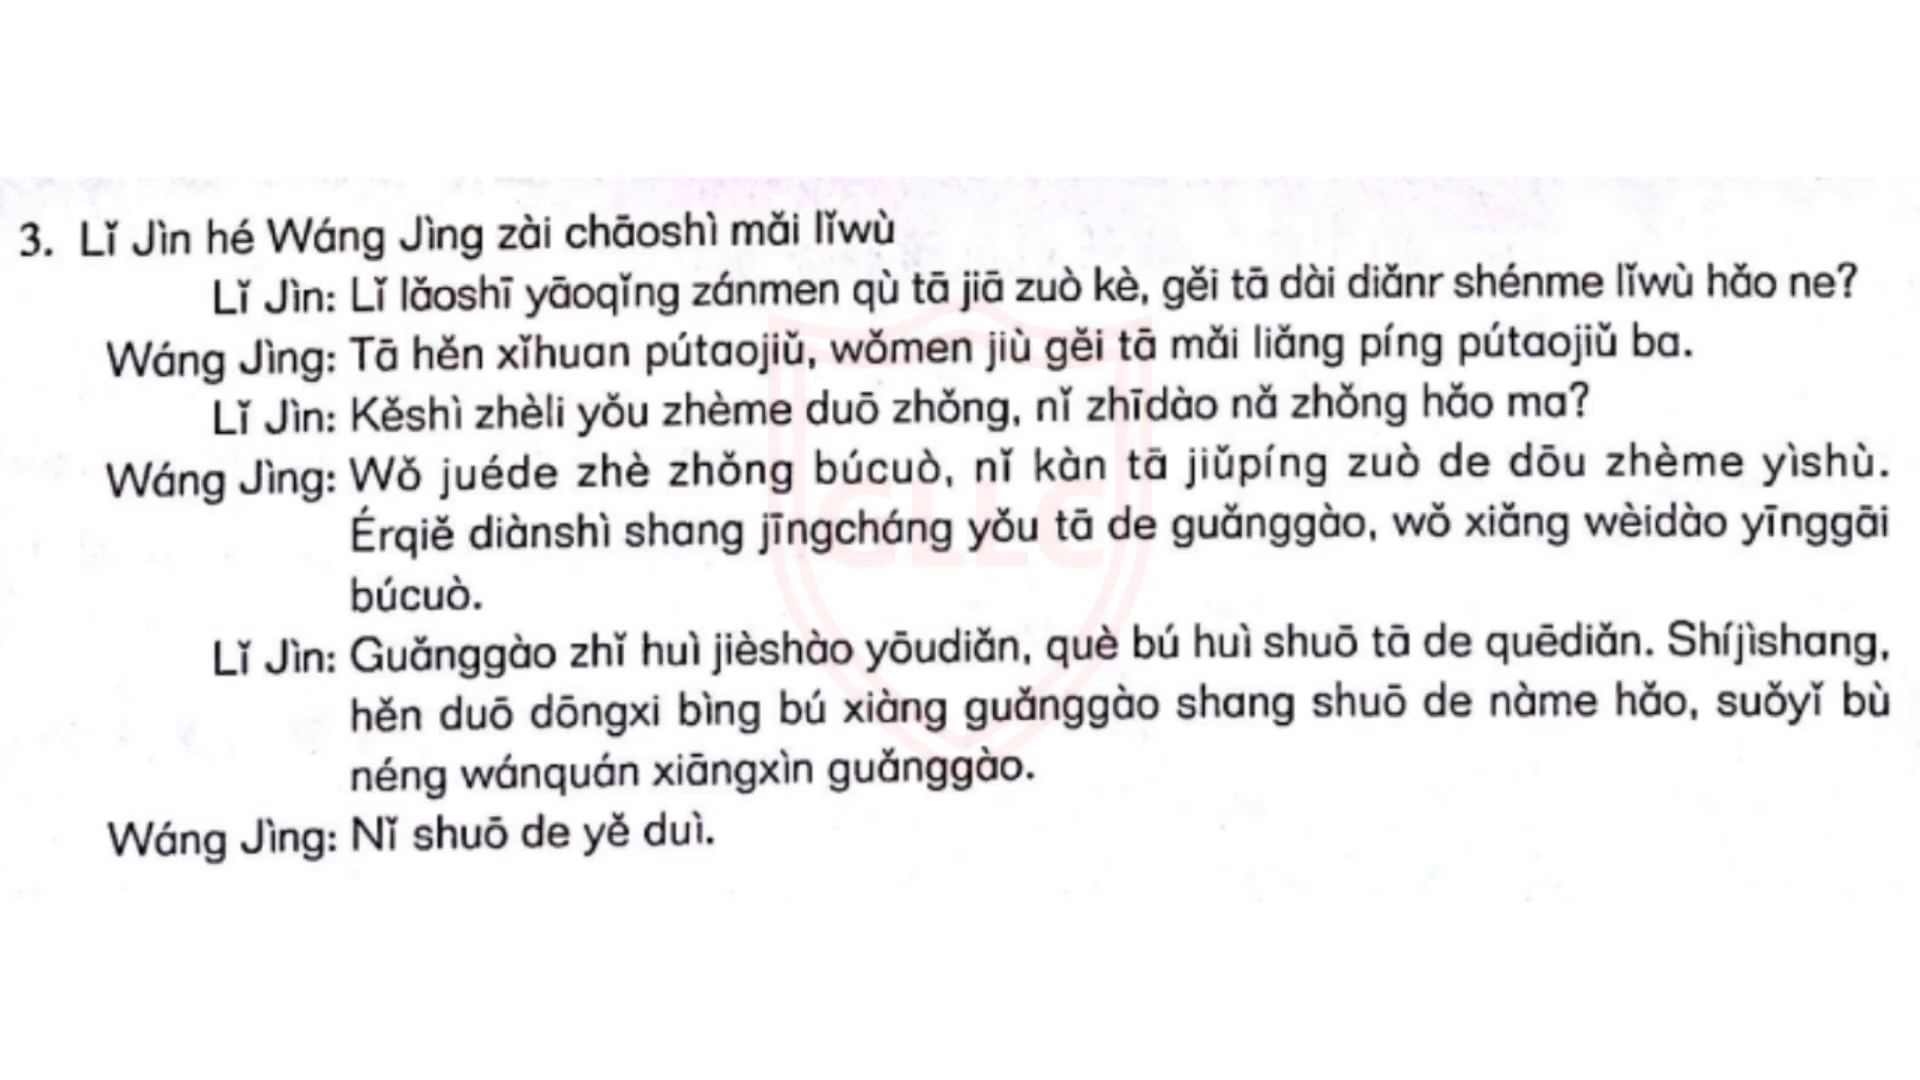 3. Lǐ Jìn hé Wáng Jìng zài chāoshì mǎi lǐwù
Lǐ Jìn: Lǐ lǎoshī yāoqǐng zánmen qù tā jiā zuò kè, gěi tā dài diǎnr shénme lǐwù hǎo ne?
Wáng Jìng: Tā hěn xǐhuan pútaojiǔ, wǒmen jiù gěi tā mǎi liǎng píng pútaojiǔ ba.
Lǐ Jìn: Kěshì zhèli yǒu zhème duō zhǒng, nǐ zhīdào nǎ zhǒng hǎo ma?
Wáng Jìng: Wǒ juéde zhè zhǒng búcuò, nǐ kàn tā jiǔpíng zuò de dōu zhème yìshù.
Érqiě diànshì shang jīngcháng yǒu tā de guǎnggào, wǒ xiǎng wèidào yīnggāi
búcuò.
Lǐ Jìn: Guǎnggào zhǐ huì jièshào yōudiǎn, què bú huì shuō tā de quēdiǎn. Shíjìshang,
hěn duō dōngxi bìng bú xiàng guǎnggào shang shuō de nàme hǎo, suǒyǐ bù
néng wánquán xiāngxìn guǎnggào.
Wáng Jìng: Nǐ shuō de yě duì.
GLLC